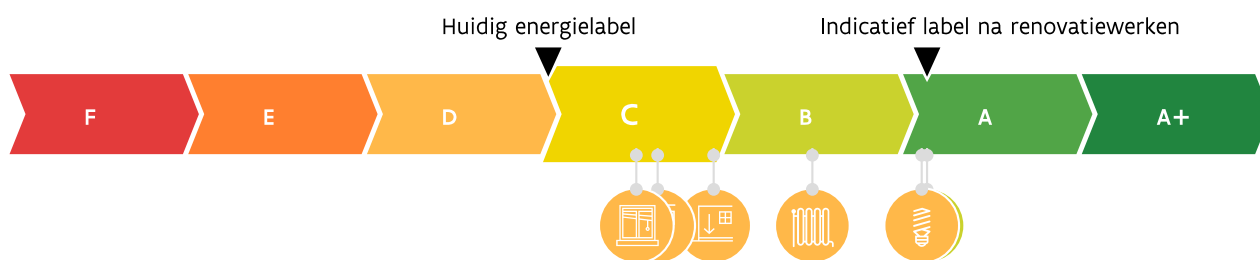 Huidig energielabel
Indicatief label na renovatiewerken
F
E
D
C
B
A
A+